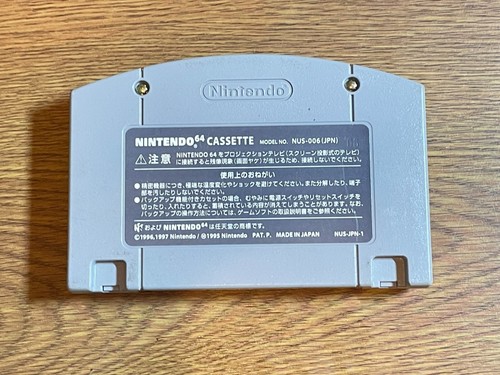 Nintendo
NINTENDO 64 CASSETTE MODEL NO. NUS-006(JPN)
⚠注意 NINTENDO 64 をプロジェクションテレビ(スクリーン投影式のテレビ)
に接続すると残像現象(画面ヤケ)が生じるため、接続しないでください。
使用上のおねがい
●精密機器につき、極端な温度変化やショックを避けてください。また分解したり、端子
部を汚したりしないでください。
●バックアップ機能付きカセットの場合、むやみに電源スイッチやリセットスイッチを
切ったり、入れたりすると、蓄積されている内容が消えてしまうことがあります。なお、
バックアップの操作方法については、ゲームソフトの取扱説明書をご参照ください。
および NINTENDO64 は任天堂の商標です。
©1996,1997 Nintendo / ®1995 Nintendo PAT. P. MADE IN JAPAN NUS-JPN-1